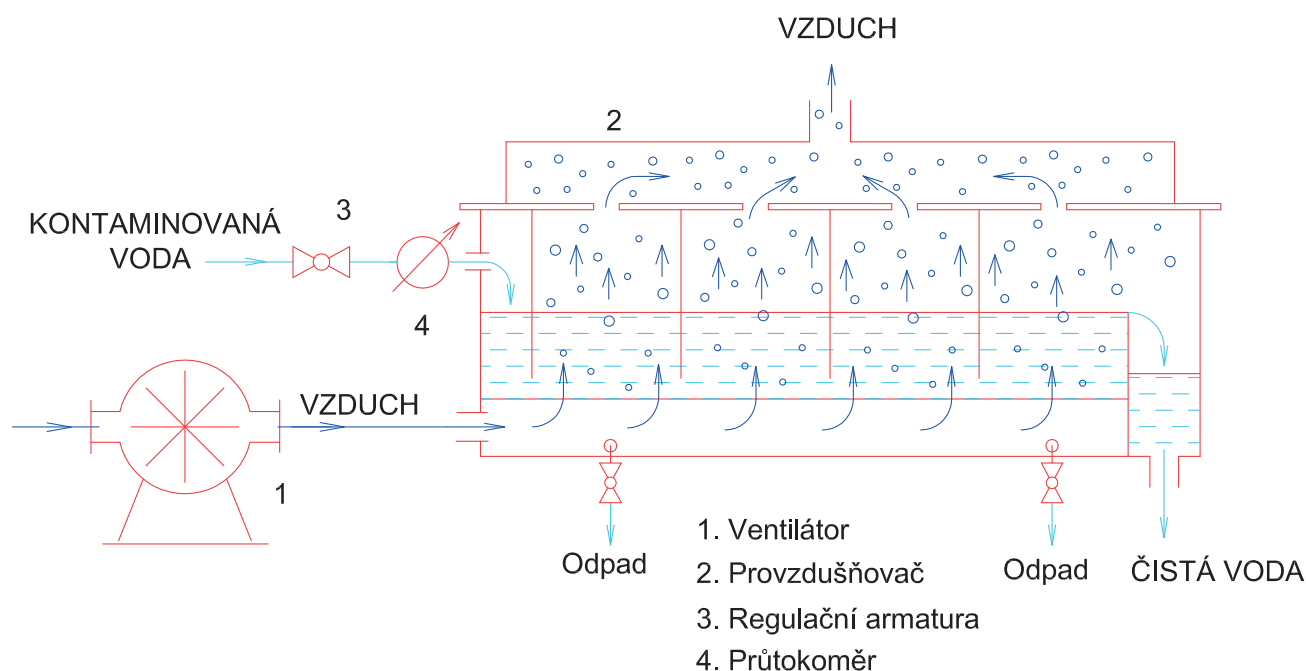 VZDUCH
2
3
KONTAMINOVANÁ
VODA
4
VZDUCH
1
Odpad
Odpad
ČISTÁ VODA
1. Ventilátor
2. Provzdušňovač
3. Regulační armatura
4. Průtokoměr